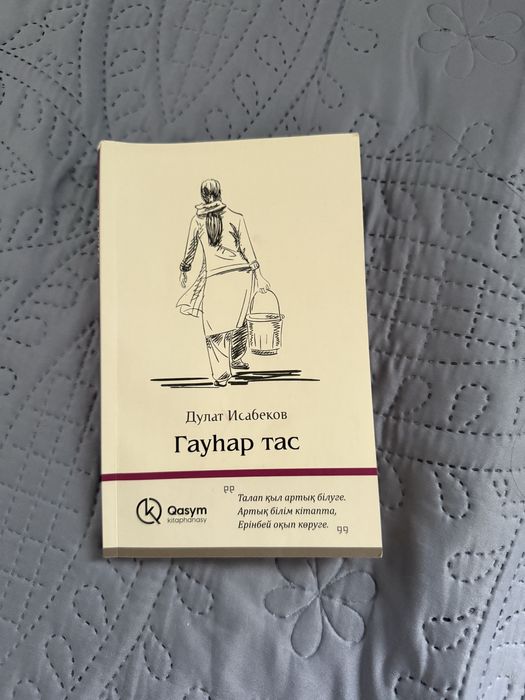 Дулат Исабеков
Гауһар тас
Qasym
kitaphanasy
Талап қыл артық білуге.
Артық білім кітапта,
Ерінбей оқып көруге.